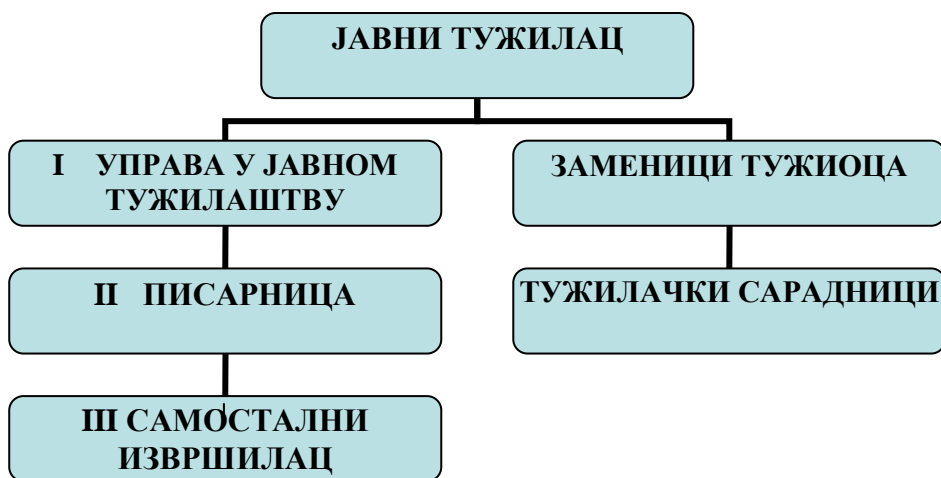 ЈАВНИ ТУЖИЛАЦ
I УПРАВА У ЈАВНОМ
ТУЖИЛАШТВУ
ЗАМЕНИЦИ ТУЖИОЦА
II ПИСАРНИЦА
ТУЖИЛАЧКИ САРАДНИЦИ
III САМОСТАЛНИ
ИЗВРШИЛАЦ